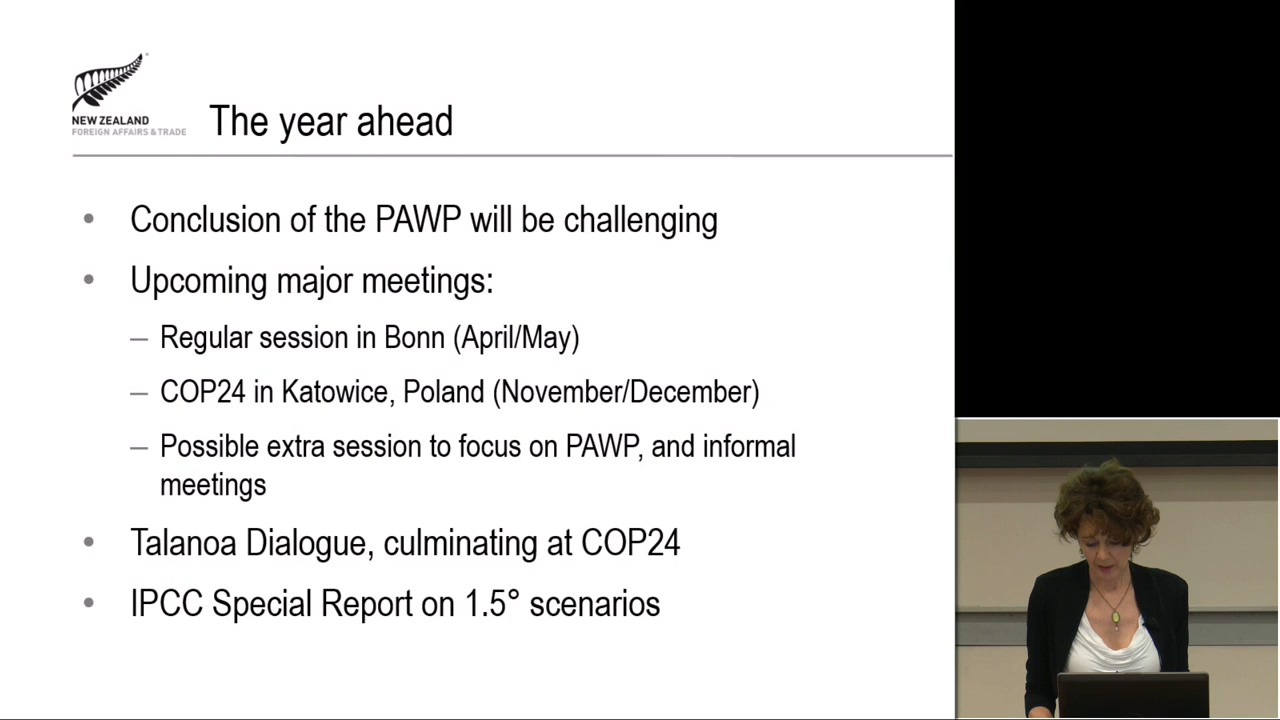 NEW ZEALAND
FOREIGN AFFAIRS & TRADE
The year ahead
• Conclusion of the PAWP will be challenging
• Upcoming major meetings:
– Regular session in Bonn (April/May)
– COP24 in Katowice, Poland (November/December)
– Possible extra session to focus on PAWP, and informal
meetings
• Talanoa Dialogue, culminating at COP24
• IPCC Special Report on 1.5° scenarios